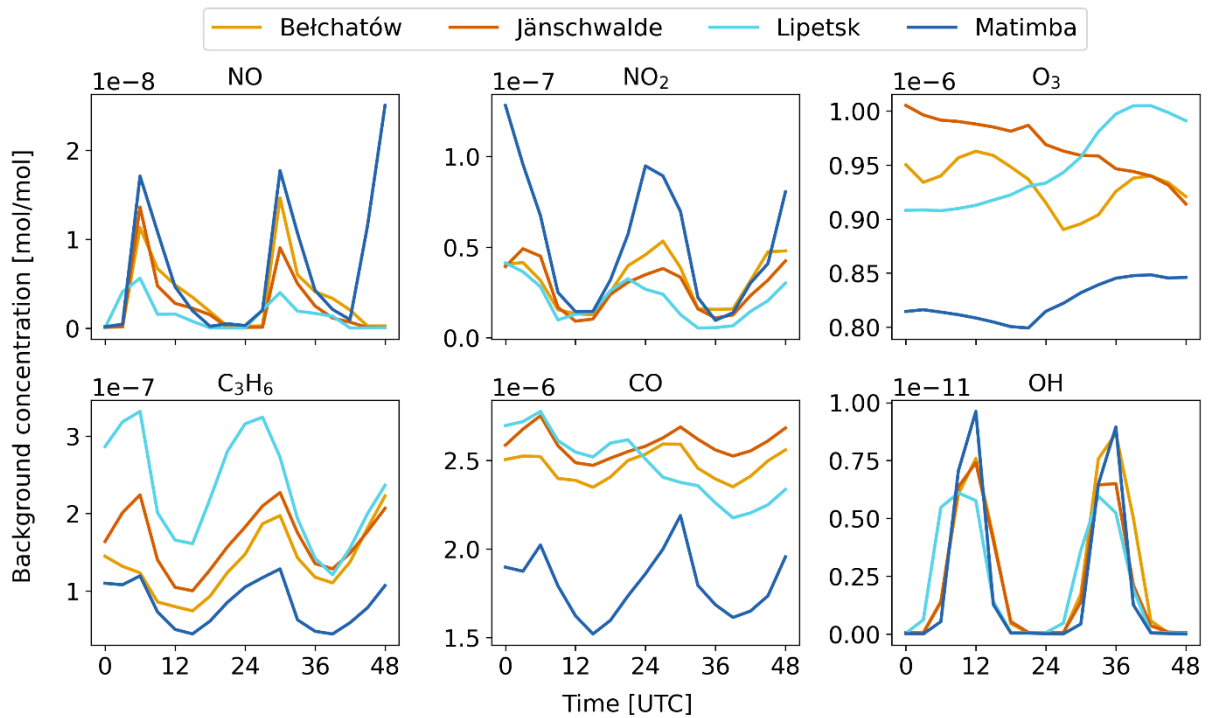 Bełchatów Jänschwalde Lipetsk Matimba
Background concentration [mol/mol]
1e−8 NO
2
1
0
1e−7 NO₂
1.0
0.5
0.0
1e−6 O₃
1.00
0.95
0.90
0.85
0.80
1e−7 C₃H₆
3
2
1
0 12 24 36 48
1e−6 CO
2.5
2.0
1.5
0 12 24 36 48
1e−11 OH
1.00
0.75
0.50
0.25
0.00
0 12 24 36 48
Time [UTC]